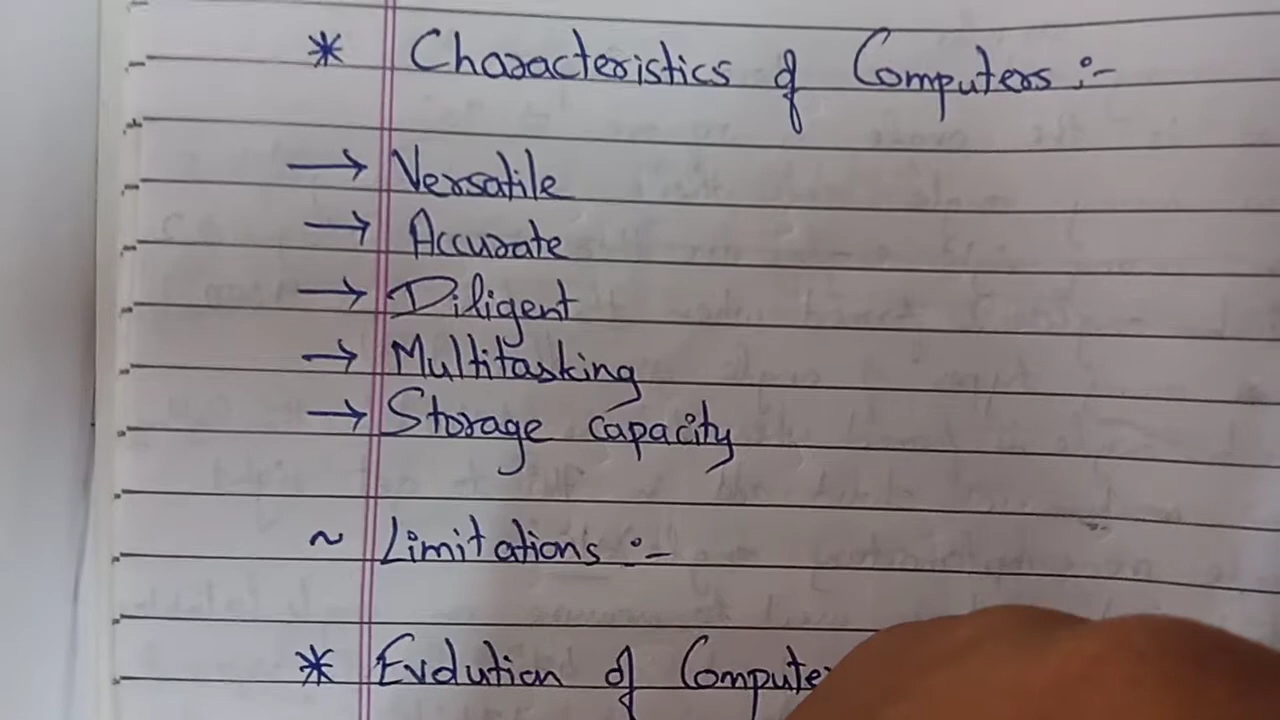 * Characteristics of Computers :-
→ Versatile
→ Accurate
→ Diligent
→ Multitasking
→ Storage capacity
~ Limitations :-
* Evolution of